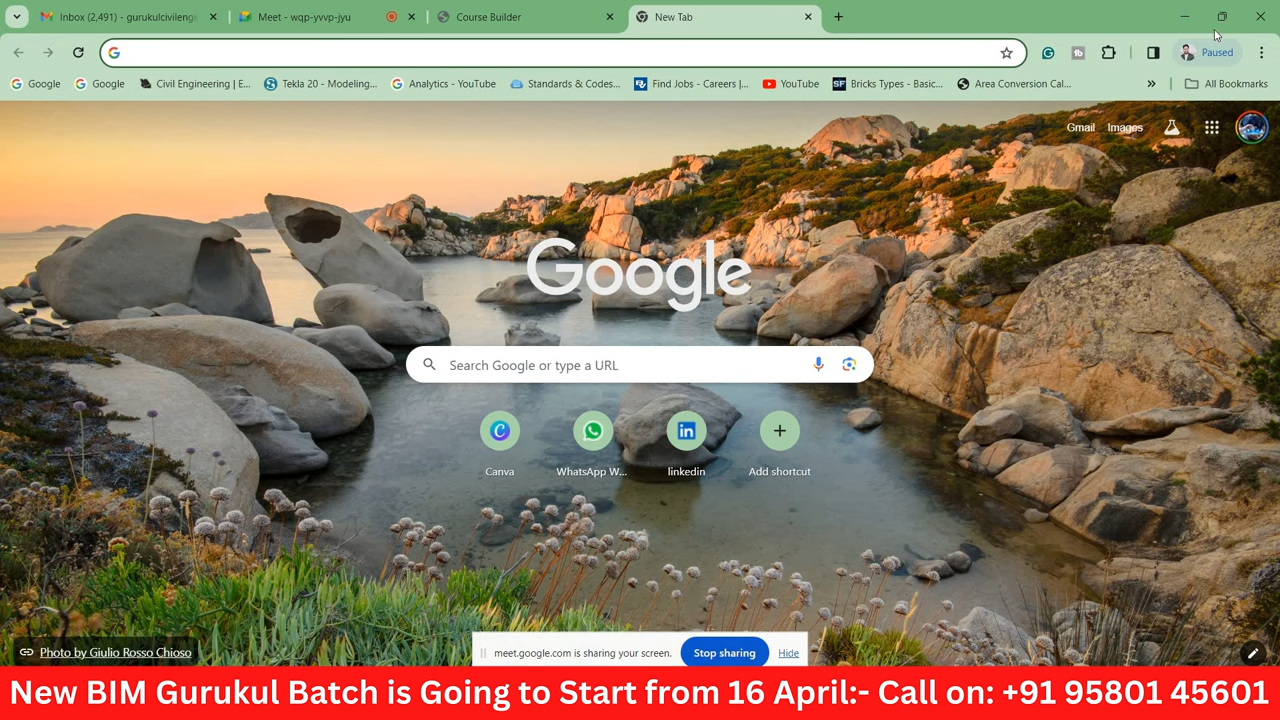 Inbox (2,491) - gurukulcivilengi
Meet - wqp-yvvp-jyu
Course Builder
New Tab
Paused
Google
Google
Civil Engineering | E...
Tekla 20 - Modeling...
Analytics - YouTube
Standards & Codes...
Find Jobs - Careers |...
YouTube
Bricks Types - Basic...
Area Conversion Cal...
»
All Bookmarks
Gmail
Images
Google
Search Google or type a URL
Canva
WhatsApp W...
linkedin
Add shortcut
meet.google.com is sharing your screen.
Stop sharing
Hide
Photo by Giulio Rosso Chioso
New BIM Gurukul Batch is Going to Start from 16 April:- Call on: +91 95801 45601